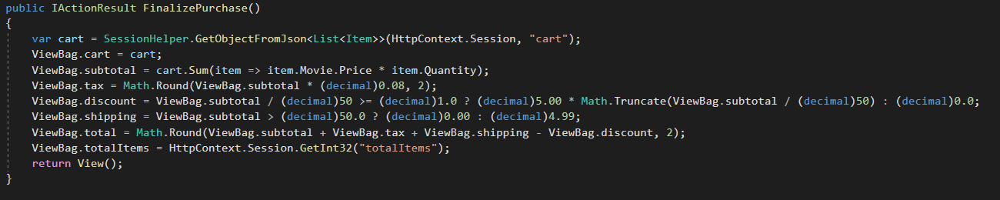 public IActionResult FinalizePurchase()
{
var cart = SessionHelper.GetObjectFromJson<List<Item>>(HttpContext.Session, "cart");
ViewBag.cart = cart;
ViewBag.subtotal = cart.Sum(item => item.Movie.Price * item.Quantity);
ViewBag.tax = Math.Round(ViewBag.subtotal * (decimal)0.08, 2);
ViewBag.discount = ViewBag.subtotal / (decimal)50 >= (decimal)1.0 ? (decimal)5.00 * Math.Truncate(ViewBag.subtotal / (decimal)50) : (decimal)0.0;
ViewBag.shipping = ViewBag.subtotal > (decimal)50.0 ? (decimal)0.00 : (decimal)4.99;
ViewBag.total = Math.Round(ViewBag.subtotal + ViewBag.tax + ViewBag.shipping - ViewBag.discount, 2);
ViewBag.totalItems = HttpContext.Session.GetInt32("totalItems");
return View();
}